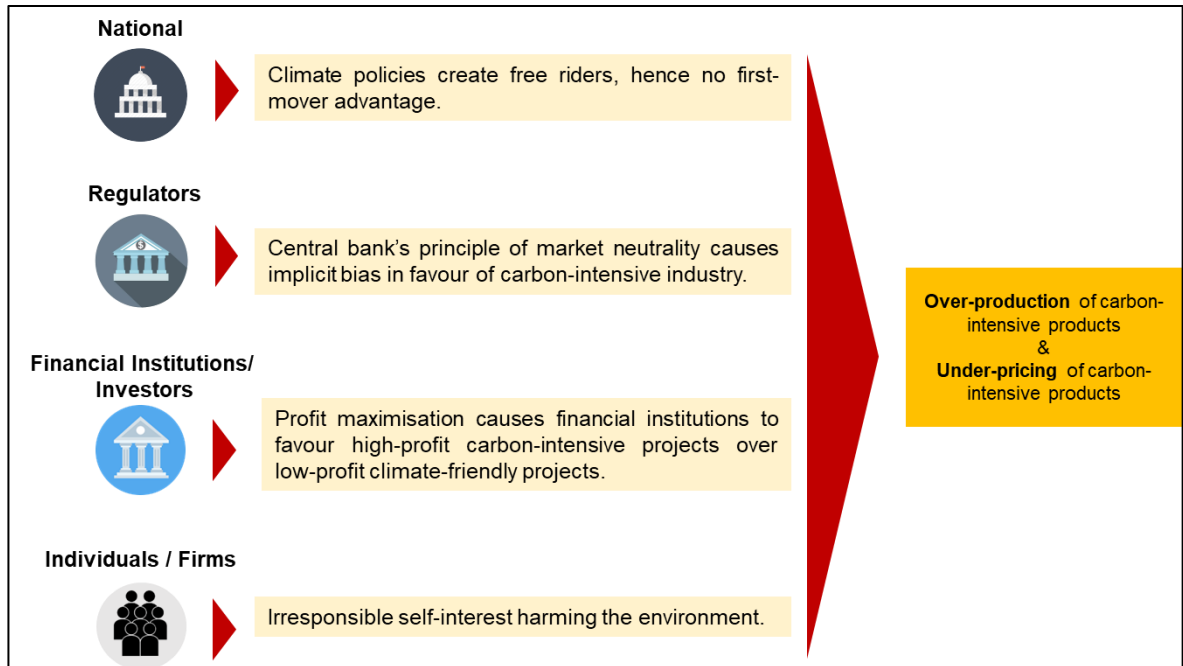 National
Climate policies create free riders, hence no first-
mover advantage.
Regulators
$
Central bank's principle of market neutrality causes
implicit bias in favour of carbon-intensive industry.
Financial Institutions/
Investors
Profit maximisation causes financial institutions to
favour high-profit carbon-intensive projects over
low-profit climate-friendly projects.
Individuals / Firms
Irresponsible self-interest harming the environment.
Over-production of carbon-
intensive products
&
Under-pricing of carbon-
intensive products